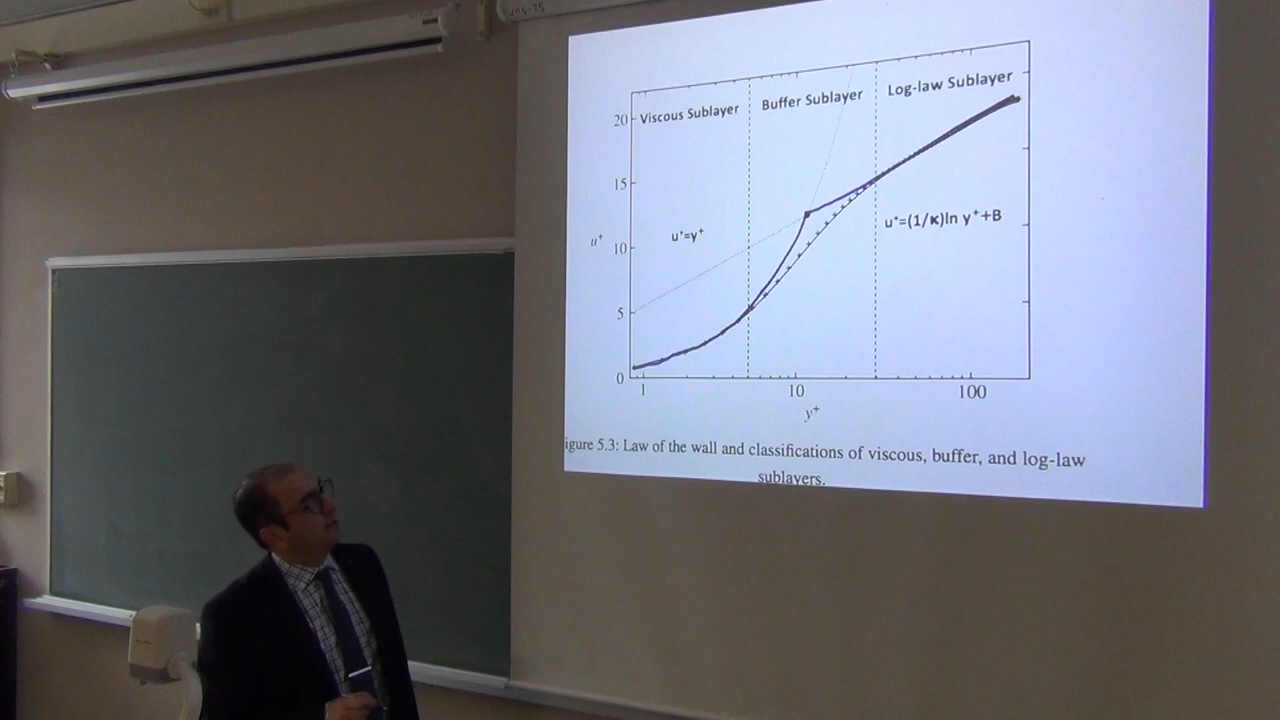 Viscous Sublayer
Buffer Sublayer
Log-law Sublayer
20
15
10
5
0
u⁺
u⁺=y⁺
u⁺=(1/κ)ln y⁺+B
1
10
100
y⁺
igure 5.3: Law of the wall and classifications of viscous, buffer, and log-law
sublayers.